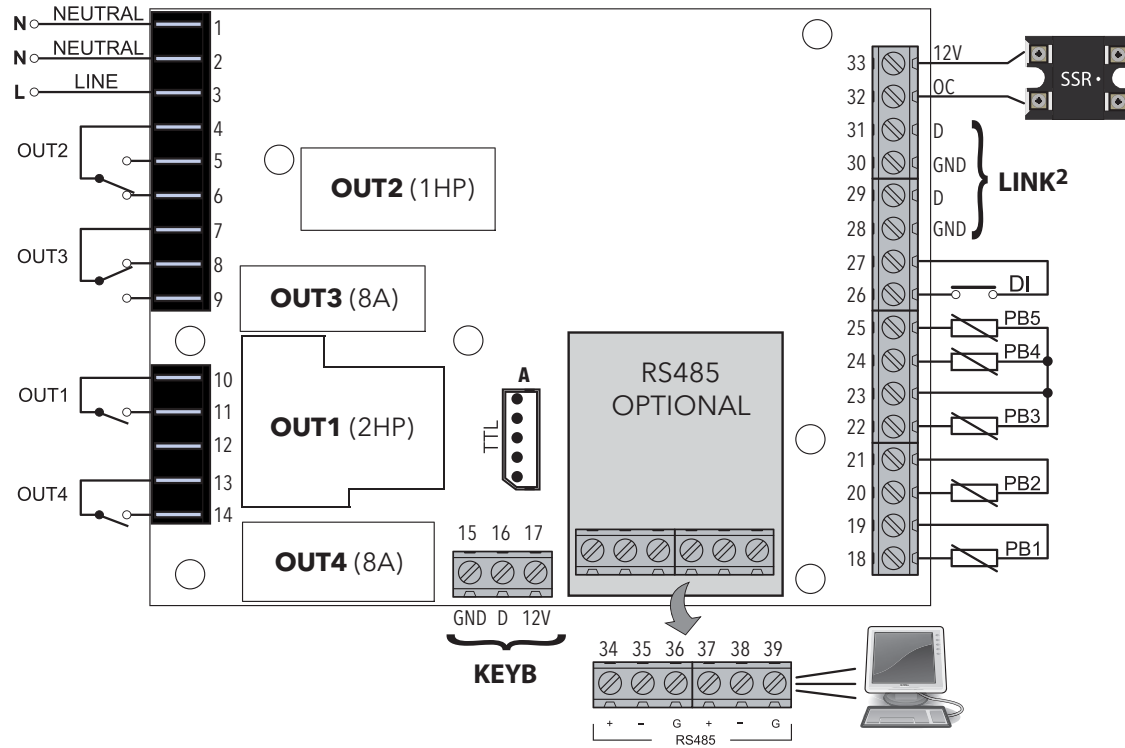 N NEUTRAL
N NEUTRAL
L LINE
1
2
3
4
5
6
7
8
9
OUT2
OUT3
10
11
12
13
14
OUT1
OUT4
OUT2 (1HP)
OUT3 (8A)
OUT1 (2HP)
OUT4 (8A)
A
TTL
15 16 17
GND D 12V
KEYB
RS485
OPTIONAL
34 35 36 37 38 39
+ - G + - G
RS485
33 12V
32 OC
31 D
30 GND
29 D
28 GND
LINK2
27
26 DI
25 PB5
24 PB4
23
22 PB3
21
20 PB2
19
18 PB1
SSR